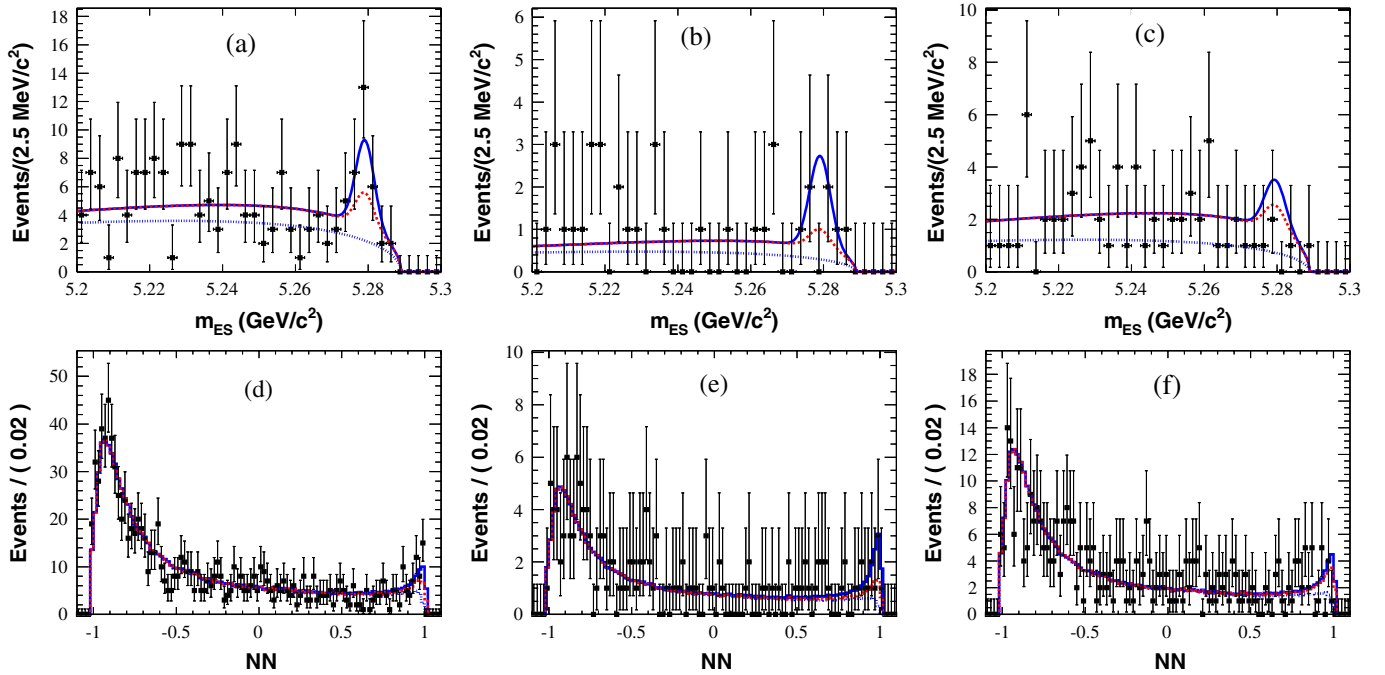 (a)
Events/(2.5 MeV/c²)
18
16
14
12
10
8
6
4
2
0
5.2 5.22 5.24 5.26 5.28 5.3
m_ES (GeV/c²)
(b)
Events/(2.5 MeV/c²)
6
5
4
3
2
1
0
5.2 5.22 5.24 5.26 5.28 5.3
m_ES (GeV/c²)
(c)
Events/(2.5 MeV/c²)
10
8
6
4
2
0
5.2 5.22 5.24 5.26 5.28 5.3
m_ES (GeV/c²)
(d)
Events / ( 0.02 )
50
40
30
20
10
0
-1 -0.5 0 0.5 1
NN
(e)
Events / ( 0.02 )
10
8
6
4
2
0
-1 -0.5 0 0.5 1
NN
(f)
Events / ( 0.02 )
18
16
14
12
10
8
6
4
2
0
-1 -0.5 0 0.5 1
NN